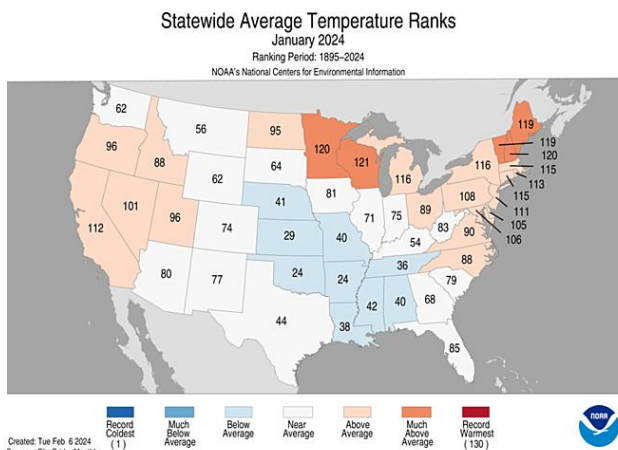 Statewide Average Temperature Ranks
January 2024
Ranking Period: 1895–2024
NOAA's National Centers for Environmental Information
62
56
95
120
119
96
88
64
121
116
116
119
120
62
41
81
115
113
101
96
71
75
89
108
115
112
74
29
40
54
83
90
111
105
106
80
77
24
24
36
88
44
42
40
68
79
38
85
Record
Coldest
(1)
Much
Below
Average
Below
Average
Near
Average
Above
Average
Much
Above
Average
Record
Warmest
(130)
NOAA
Created: Tue Feb 6 2024